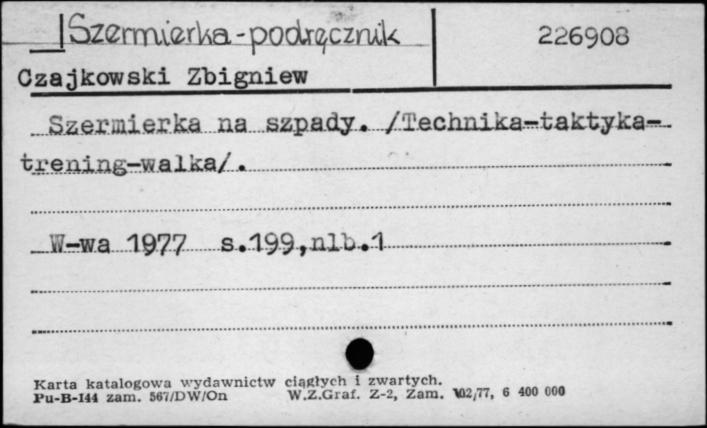 Szermierka-podręcznik 226908
Czajkowski Zbigniew
Szermierka na szpady. /Technika-taktyka-
trening-walka/.
W-wa 1977 s.199,nlb.1
Karta katalogowa wydawnictw ciągłych i zwartych.
Pu-B-144 zam. 567/DW/On W.Z.Graf. Z-2, Zam. 102/77, 6 400 000